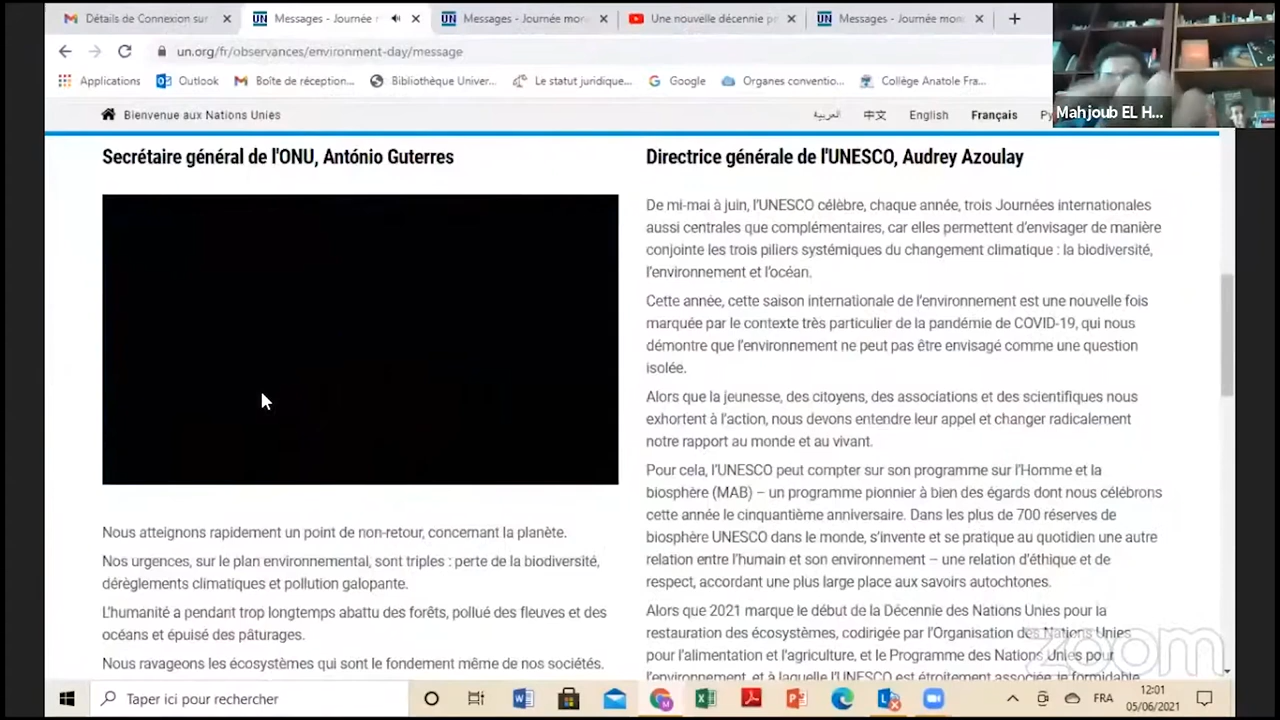 Détails de Connexion sur
Messages - Journée
Messages - Journée mon
Une nouvelle décennie p
Messages - Journée mon
un.org/fr/observances/environment-day/message
Applications
Outlook
Boîte de réception...
Bibliothèque Univer...
Le statut juridique...
Google
Organes conventio...
Collège Anatole Fra...
Mahjoub EL H...
Bienvenue aux Nations Unies
العربية
中文
English
Français
Secrétaire général de l'ONU, António Guterres
Nous atteignons rapidement un point de non-retour, concernant la planète.
Nos urgences, sur le plan environnemental, sont triples : perte de la biodiversité,
dérèglements climatiques et pollution galopante.
L'humanité a pendant trop longtemps abattu des forêts, pollué des fleuves et des
océans et épuisé des pâturages.
Nous ravageons les écosystèmes qui sont le fondement même de nos sociétés.
Directrice générale de l'UNESCO, Audrey Azoulay
De mi-mai à juin, l'UNESCO célèbre, chaque année, trois Journées internationales
aussi centrales que complémentaires, car elles permettent d'envisager de manière
conjointe les trois piliers systémiques du changement climatique : la biodiversité,
l'environnement et l'océan.
Cette année, cette saison internationale de l'environnement est une nouvelle fois
marquée par le contexte très particulier de la pandémie de COVID-19, qui nous
démontre que l'environnement ne peut pas être envisagé comme une question
isolée.
Alors que la jeunesse, des citoyens, des associations et des scientifiques nous
exhortent à l'action, nous devons entendre leur appel et changer radicalement
notre rapport au monde et au vivant.
Pour cela, l'UNESCO peut compter sur son programme sur l'Homme et la
biosphère (MAB) – un programme pionnier à bien des égards dont nous célébrons
cette année le cinquantième anniversaire. Dans les plus de 700 réserves de
biosphère UNESCO dans le monde, s'invente et se pratique au quotidien une autre
relation entre l'humain et son environnement – une relation d'éthique et de
respect, accordant une plus large place aux savoirs autochtones.
Alors que 2021 marque le début de la Décennie des Nations Unies pour la
restauration des écosystèmes, codirigée par l'Organisation des Nations Unies
pour l'alimentation et l'agriculture, et le Programme des Nations Unies pour
l'environnement, et à laquelle l'UNESCO est étroitement associée, le formidable
zoom
Taper ici pour rechercher
FRA
12:01
05/06/2021